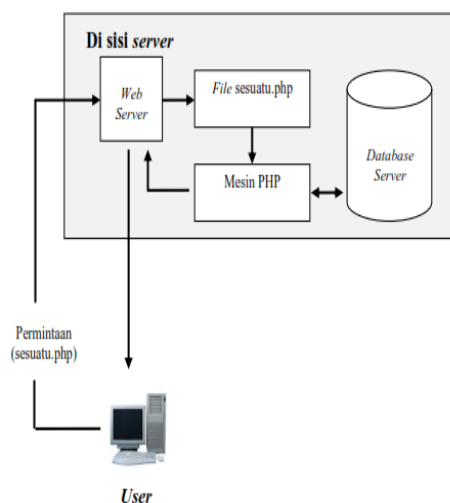 Di sisi server
Web
Server
File sesuatu.php
Mesin PHP
Database
Server
Permintaan
(sesuatu.php)
User